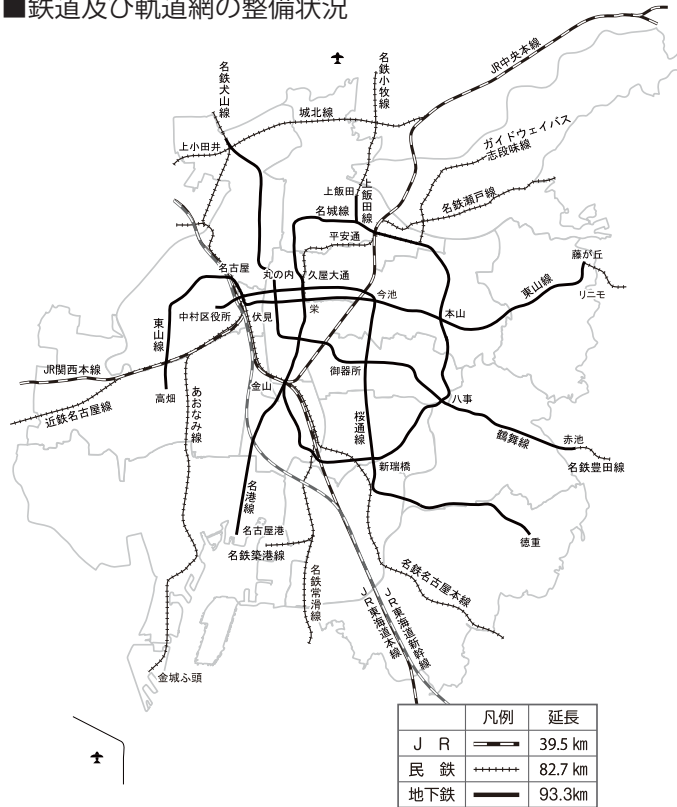 ■鉄道及び軌道網の整備状況
JR中央本線
名鉄小牧線
名鉄犬山線
城北線
ガイドウェイバス
志段味線
上小田井
上飯田
上飯田線
名鉄瀬戸線
名城線
平安通
藤が丘
名古屋
丸の内
久屋大通
東山線
リニモ
今池
栄
中村区役所
伏見
本山
東山線
JR関西本線
御器所
金山
高畑
あおなみ線
八事
近鉄名古屋線
桜通線
鶴舞線
赤池
名鉄豊田線
新瑞橋
名港線
名古屋港
徳重
名鉄築港線
名鉄常滑線
名鉄名古屋本線
JR東海道本線
JR東海道新幹線
金城ふ頭
凡例 延長
J R 39.5 km
民 鉄 82.7 km
地下鉄 93.3km